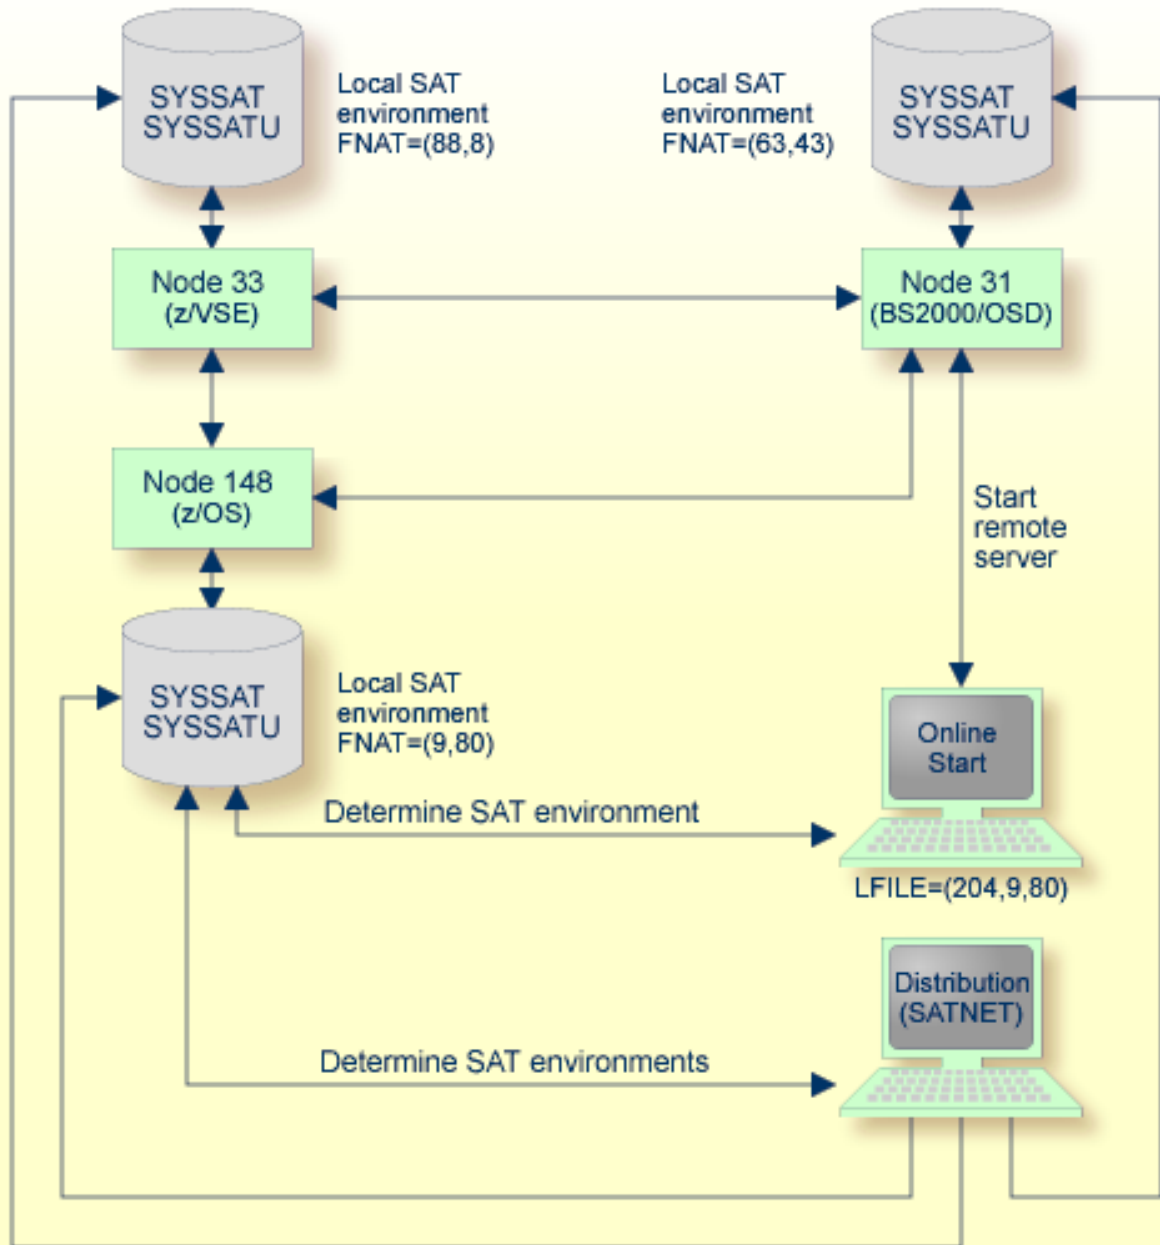 SYSSAT
SYSSATU
Local SAT
environment
FNAT=(88,8)
Local SAT
environment
FNAT=(63,43)
SYSSAT
SYSSATU
Node 33
(z/VSE)
Node 31
(BS2000/OSD)
Node 148
(z/OS)
Start
remote
server
SYSSAT
SYSSATU
Local SAT
environment
FNAT=(9,80)
Online
Start
Determine SAT environment
LFILE=(204,9,80)
Distribution
(SATNET)
Determine SAT environments